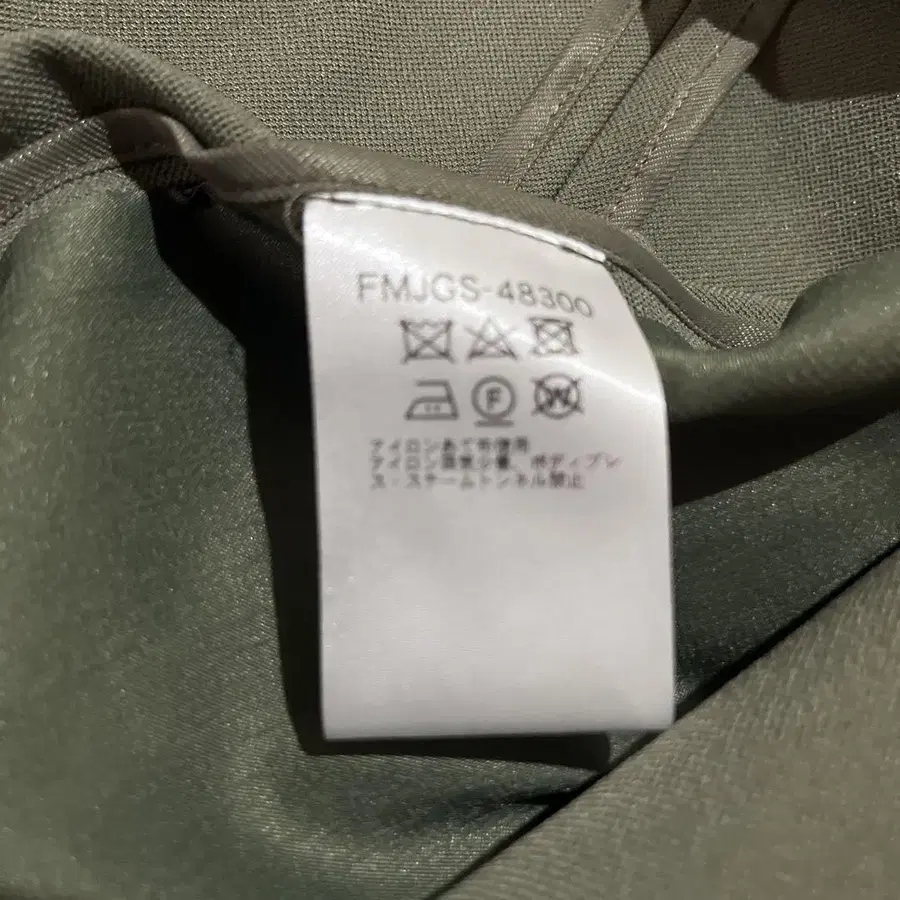 FMJGS-48300
F
W
アイロンあて布使用
アイロン蒸気少量、ボディプレ
ス・スチームトンネル禁止